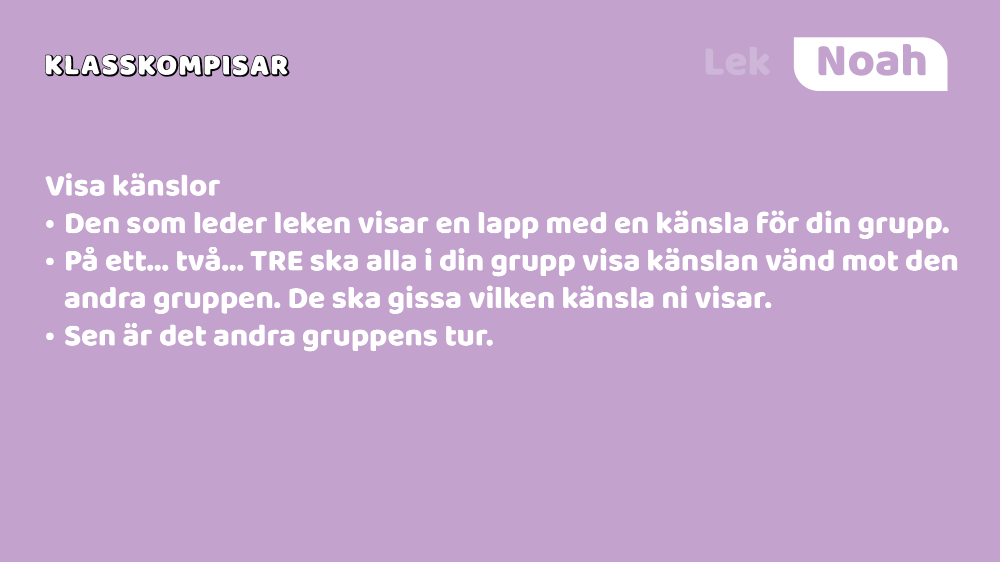 KLASSKOMPISAR
Lek Noah
Visa känslor
• Den som leder leken visar en lapp med en känsla för din grupp.
• På ett... två... TRE ska alla i din grupp visa känslan vänd mot den
andra gruppen. De ska gissa vilken känsla ni visar.
• Sen är det andra gruppens tur.